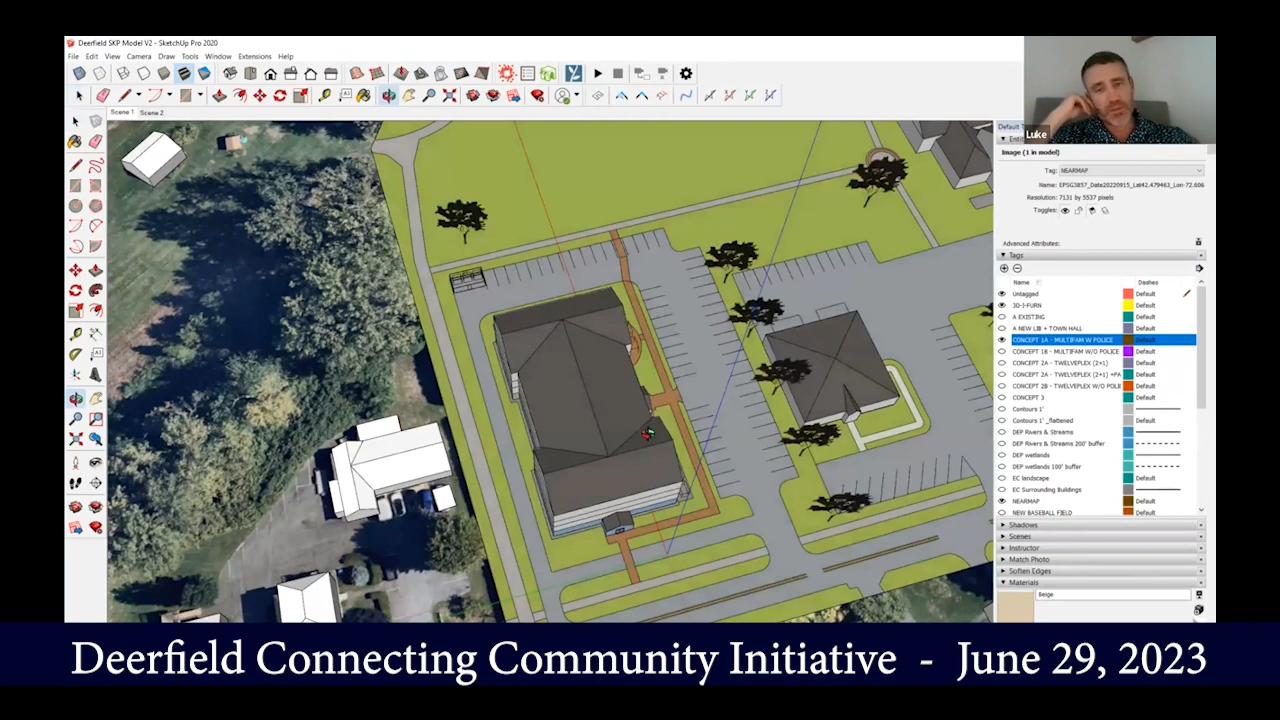 Deerfield SKP Model V2 - SketchUp Pro 2020
File Edit View Camera Draw Tools Window Extensions Help
Scene 1 Scene 2
Luke
Default
Image (1 in model)
Tag: NEARMAP
Name: EPSG3857_Date20220915_Lat42.479463_Lon-72.606
Resolution: 7131 by 5537 pixels
Toggles:
Advanced Attributes:
Tags
Name Dashes
Untagged Default
3D-I-FURN Default
A EXISTING Default
A NEW LIB + TOWN HALL Default
CONCEPT 1A - MULTIFAM W POLICE Default
CONCEPT 1B - MULTIFAM W/O POLICE Default
CONCEPT 2A - TWELVEPLEX (2+1) Default
CONCEPT 2A - TWELVEPLEX (2+1) +PA Default
CONCEPT 2B - TWELVEPLEX W/O POLI Default
CONCEPT 3 Default
Contours 1'
Contours 1' _flattened Default
DEP Rivers & Streams
DEP Rivers & Streams 200' buffer
DEP wetlands
DEP wetlands 100' buffer
EC landscape Default
EC Surrounding Buildings
NEARMAP Default
NEW BASEBALL FIELD Default
Shadows
Scenes
Instructor
Match Photo
Soften Edges
Materials
Beige
Deerfield Connecting Community Initiative - June 29, 2023